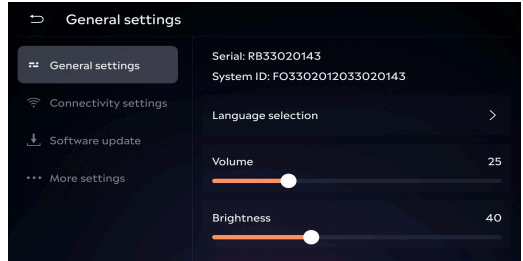 General settings
General settings
Connectivity settings
Software update
More settings
Serial: RB33020143
System ID: FO3302012033020143
Language selection
Volume 25
Brightness 40